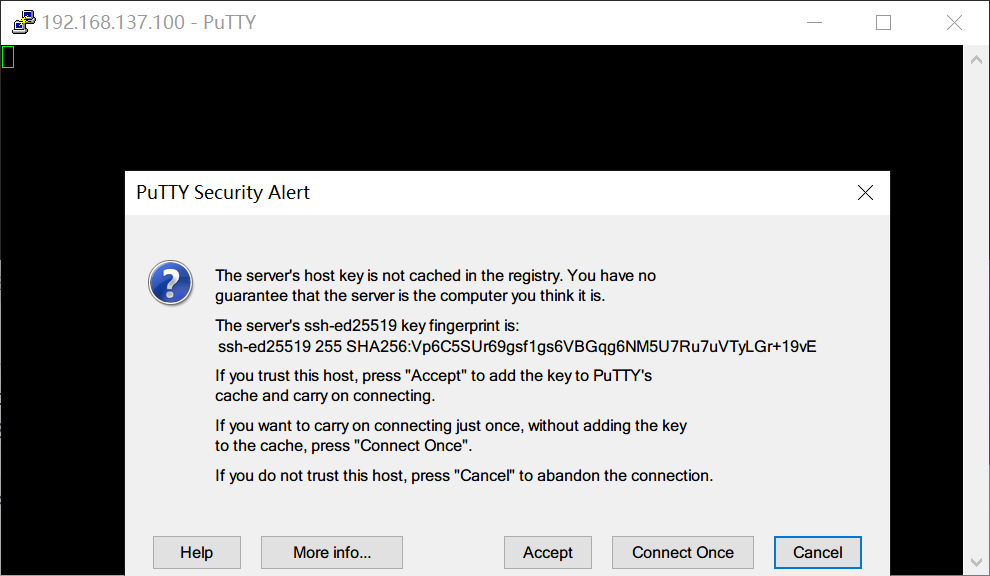 192.168.137.100 - PuTTY
PuTTY Security Alert
The server's host key is not cached in the registry. You have no
guarantee that the server is the computer you think it is.
The server's ssh-ed25519 key fingerprint is:
ssh-ed25519 255 SHA256:Vp6C5SUr69gsf1gs6VBGqg6NM5U7Ru7uVTyLGr+19vE
If you trust this host, press "Accept" to add the key to PuTTY's
cache and carry on connecting.
If you want to carry on connecting just once, without adding the key
to the cache, press "Connect Once".
If you do not trust this host, press "Cancel" to abandon the connection.
Help More info... Accept Connect Once Cancel